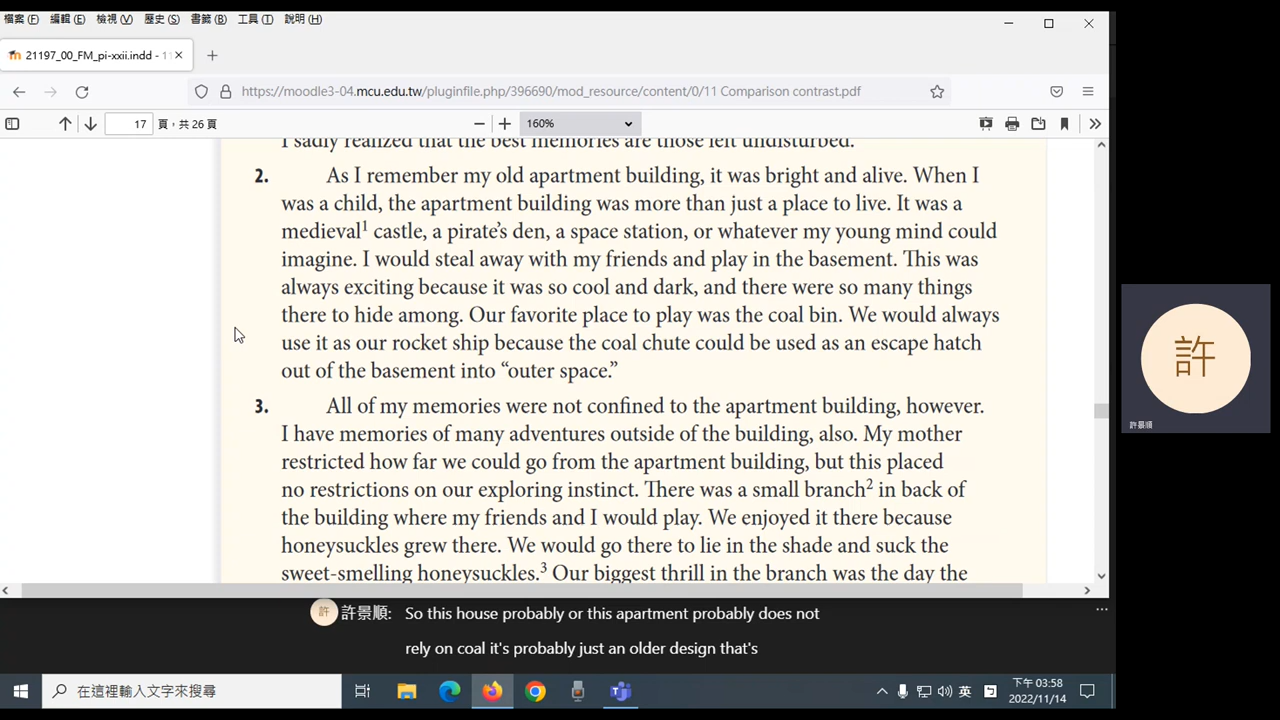 檔案(F) 編輯(E) 檢視(V) 歷史(S) 書籤(B) 工具(T) 說明(H)
21197_00_FM_pi-xxii.indd - 11
https://moodle3-04.mcu.edu.tw/pluginfile.php/396690/mod_resource/content/0/11 Comparison contrast.pdf
17 頁，共 26 頁
160%
I sadly realized that the best memories are those left undisturbed.
2. As I remember my old apartment building, it was bright and alive. When I
was a child, the apartment building was more than just a place to live. It was a
medieval1 castle, a pirate's den, a space station, or whatever my young mind could
imagine. I would steal away with my friends and play in the basement. This was
always exciting because it was so cool and dark, and there were so many things
there to hide among. Our favorite place to play was the coal bin. We would always
use it as our rocket ship because the coal chute could be used as an escape hatch
out of the basement into “outer space.”
3. All of my memories were not confined to the apartment building, however.
I have memories of many adventures outside of the building, also. My mother
restricted how far we could go from the apartment building, but this placed
no restrictions on our exploring instinct. There was a small branch2 in back of
the building where my friends and I would play. We enjoyed it there because
honeysuckles grew there. We would go there to lie in the shade and suck the
sweet-smelling honeysuckles.3 Our biggest thrill in the branch was the day the
許
許景順
許 許景順: So this house probably or this apartment probably does not
rely on coal it's probably just an older design that's
在這裡輸入文字來搜尋
英
下午 03:58
2022/11/14